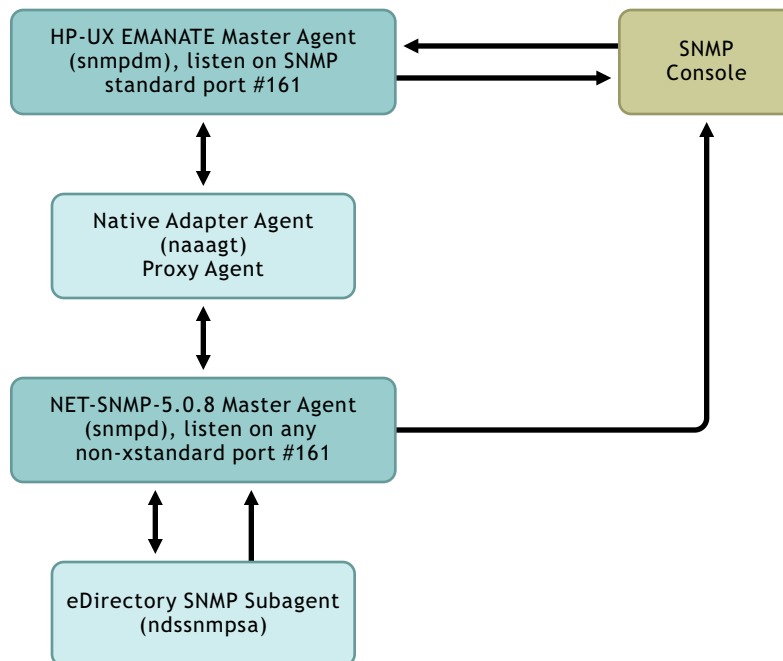 HP-UX EMANATE Master Agent
(snmpdm), listen on SNMP
standard port #161
SNMP
Console
Native Adapter Agent
(naaagt)
Proxy Agent
NET-SNMP-5.0.8 Master Agent
(snmpd), listen on any
non-xstandard port #161
eDirectory SNMP Subagent
(ndssnmpsa)